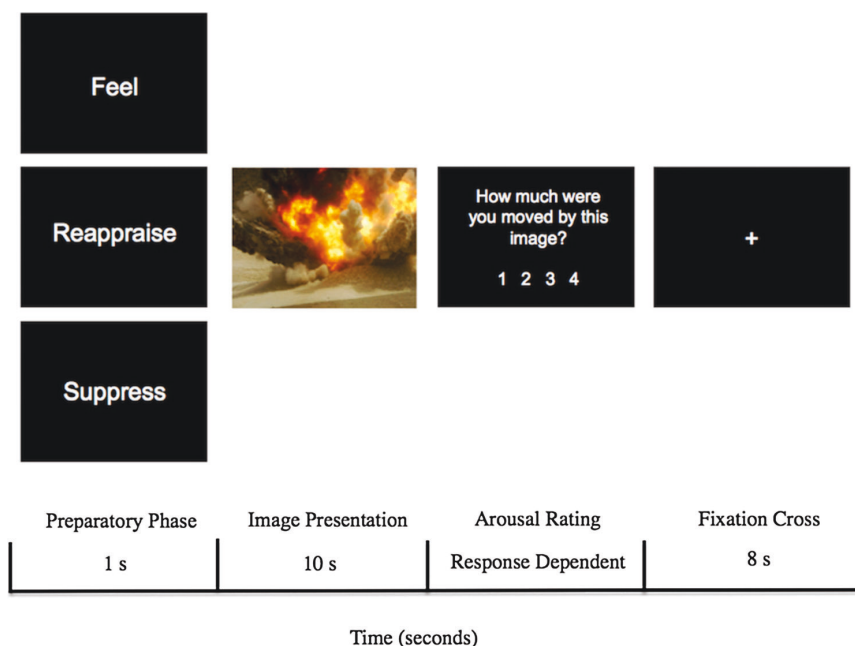 Feel
Reappraise
How much were
you moved by this
image?
1 2 3 4
+
Suppress
Preparatory Phase
Image Presentation
Arousal Rating
Fixation Cross
1 s
10 s
Response Dependent
8 s
Time (seconds)